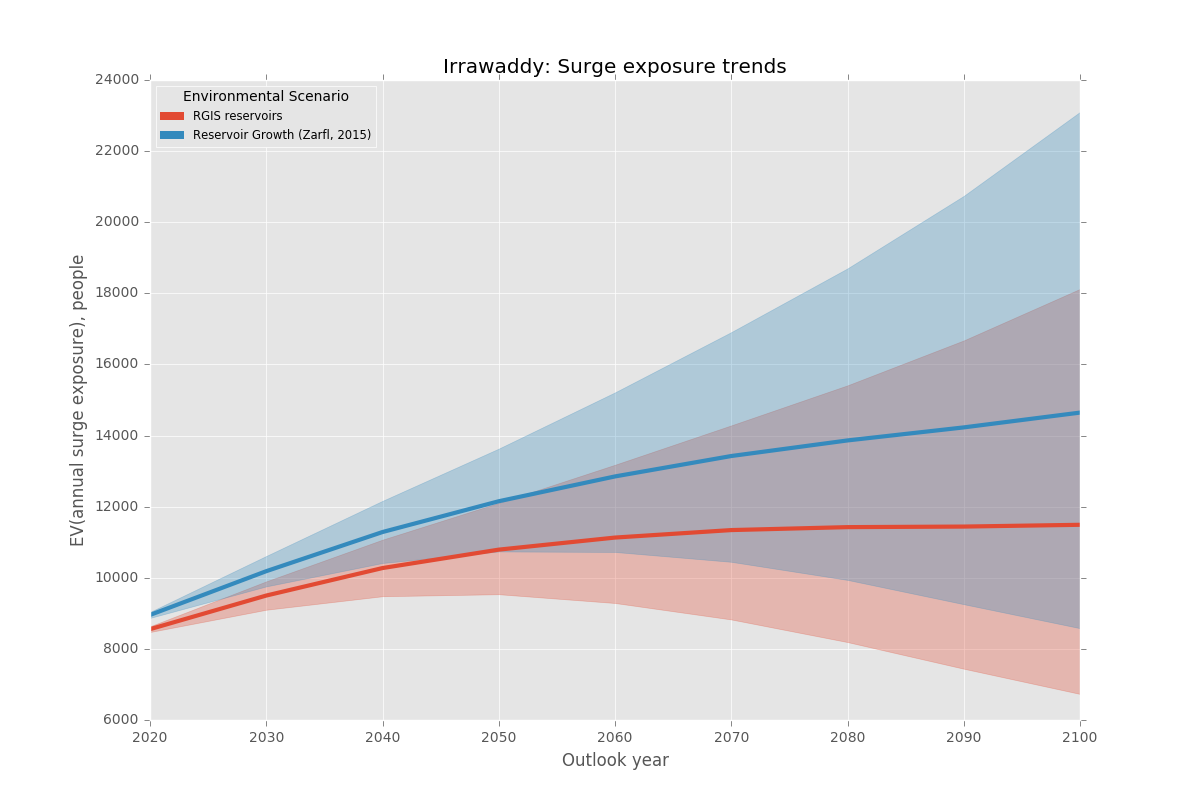 Irrawaddy: Surge exposure trends
Environmental Scenario
RGIS reservoirs
Reservoir Growth (Zarfl, 2015)
EV(annual surge exposure), people
24000
22000
20000
18000
16000
14000
12000
10000
8000
6000
2020 2030 2040 2050 2060 2070 2080 2090 2100
Outlook year